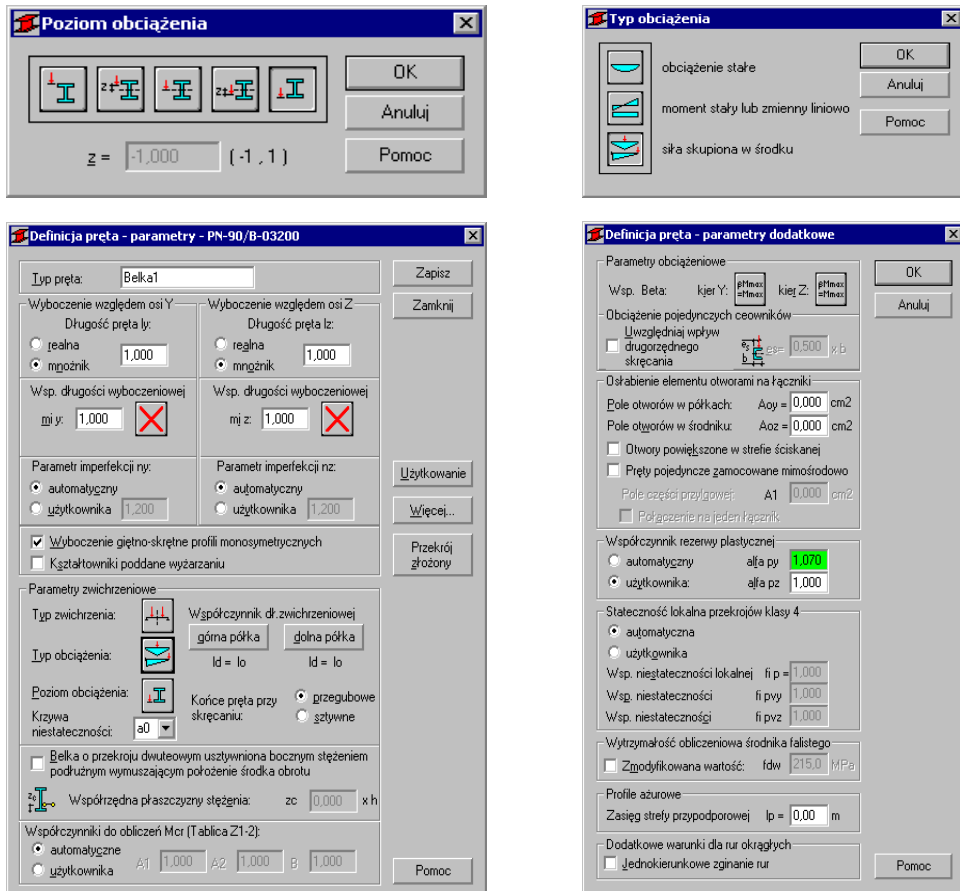 Poziom obciążenia
OK
Anuluj
z = -1,000 ( -1 , 1 )
Pomoc
Typ obciążenia
obciążenie stałe
moment stały lub zmienny liniowo
siła skupiona w środku
OK
Anuluj
Pomoc
Definicja pręta - parametry - PN-90/B-03200
Typ pręta: Belka1
Zapisz
Zamknij
Wyboczenie względem osi Y
Długość pręta ly:
realna
mnożnik 1,000
Wsp. długości wyboczeniowej
mi y: 1,000
Parametr imperfekcji ny:
automatyczny
użytkownika 1,200
Wyboczenie względem osi Z
Długość pręta lz:
realna
mnożnik 1,000
Wsp. długości wyboczeniowej
mi z: 1,000
Parametr imperfekcji nz:
automatyczny
użytkownika 1,200
Użytkowanie
Więcej...
Przekrój
złożony
Wyboczenie giętno-skrętne profili monosymetrycznych
Kształtowniki poddane wyżarzaniu
Parametry zwichrzeniowe
Typ zwichrzenia:
Współczynnik dł.zwichrzeniowej
górna półka dolna półka
Typ obciążenia:
ld = lo ld = lo
Poziom obciążenia:
Końce pręta przy
skręcaniu:
przegubowe
sztywne
Krzywa
niestateczności: a0
Belka o przekroju dwuteowym usztywniona bocznym stężeniem
podłużnym wymuszającym położenie środka obrotu
Współrzędna płaszczyzny stężenia: zc 0,000 x h
Współczynniki do obliczeń Mcr (Tablica Z1-2):
automatyczne
użytkownika A1 1,000 A2 1,000 B 1,000
Pomoc
Definicja pręta - parametry dodatkowe
Parametry obciążeniowe
Wsp. Beta: kier Y: βMmax =Mmax kier Z: βMmax =Mmax
OK
Anuluj
Obciążenie pojedynczych ceowników
Uwzględniaj wpływ
drugorzędnego
skręcania
es b es= 0,500 x b
Osłabienie elementu otworami na łączniki
Pole otworów w półkach: Aoy = 0,000 cm2
Pole otworów w środniku: Aoz = 0,000 cm2
Otwory powiększone w strefie ściskanej
Pręty pojedyncze zamocowane mimośrodowo
Pole części przylgowej: A1 0,000 cm2
Połączenie na jeden łącznik
Współczynnik rezerwy plastycznej
automatyczny alfa py 1,070
użytkownika: alfa pz 1,000
Stateczność lokalna przekrojów klasy 4
automatyczna
użytkownika
Wsp. niestateczności lokalnej fi p = 1,000
Wsp. niestateczności fi pvy 1,000
Wsp. niestateczności fi pvz 1,000
Wytrzymałość obliczeniowa środnika falistego
Zmodyfikowana wartość: fdw 215,0 MPa
Profile ażurowe
Zasięg strefy przypodporowej lp = 0,00 m
Dodatkowe warunki dla rur okrągłych
Jednokierunkowe zginanie rur
Pomoc